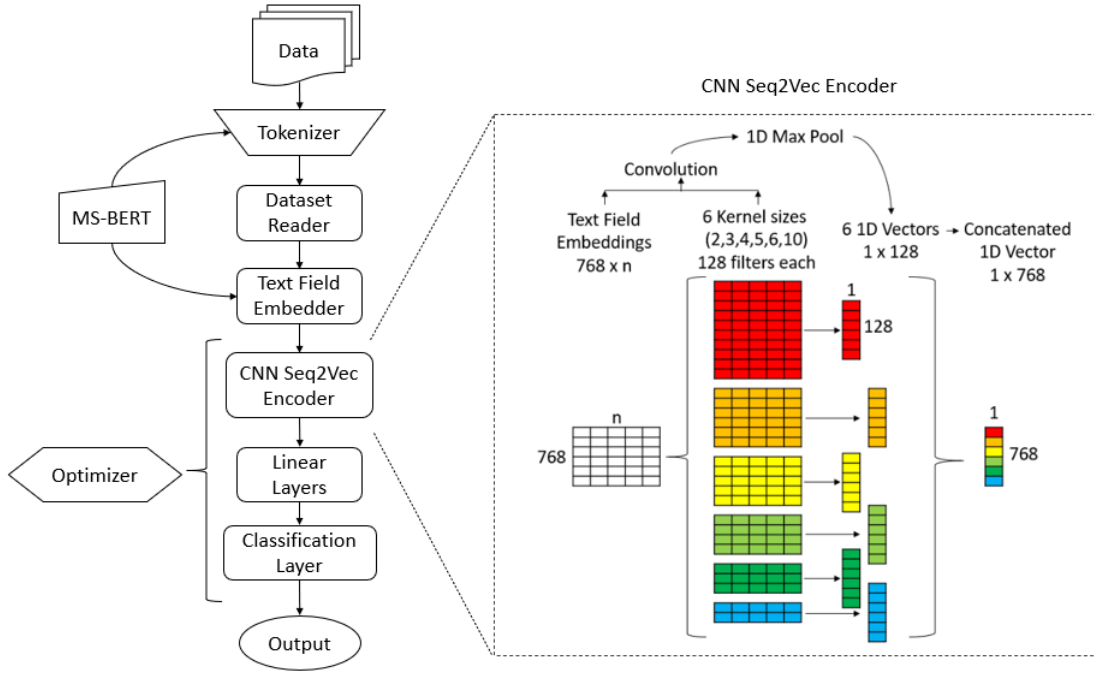 Data
Tokenizer
MS-BERT
Dataset
Reader
Text Field
Embedder
CNN Seq2Vec
Encoder
Optimizer
Linear
Layers
Classification
Layer
Output
CNN Seq2Vec Encoder
1D Max Pool
Convolution
Text Field
Embeddings
768 x n
6 Kernel sizes
(2,3,4,5,6,10)
128 filters each
6 1D Vectors
1 x 128
Concatenated
1D Vector
1 x 768
n
768
1
128
1
768